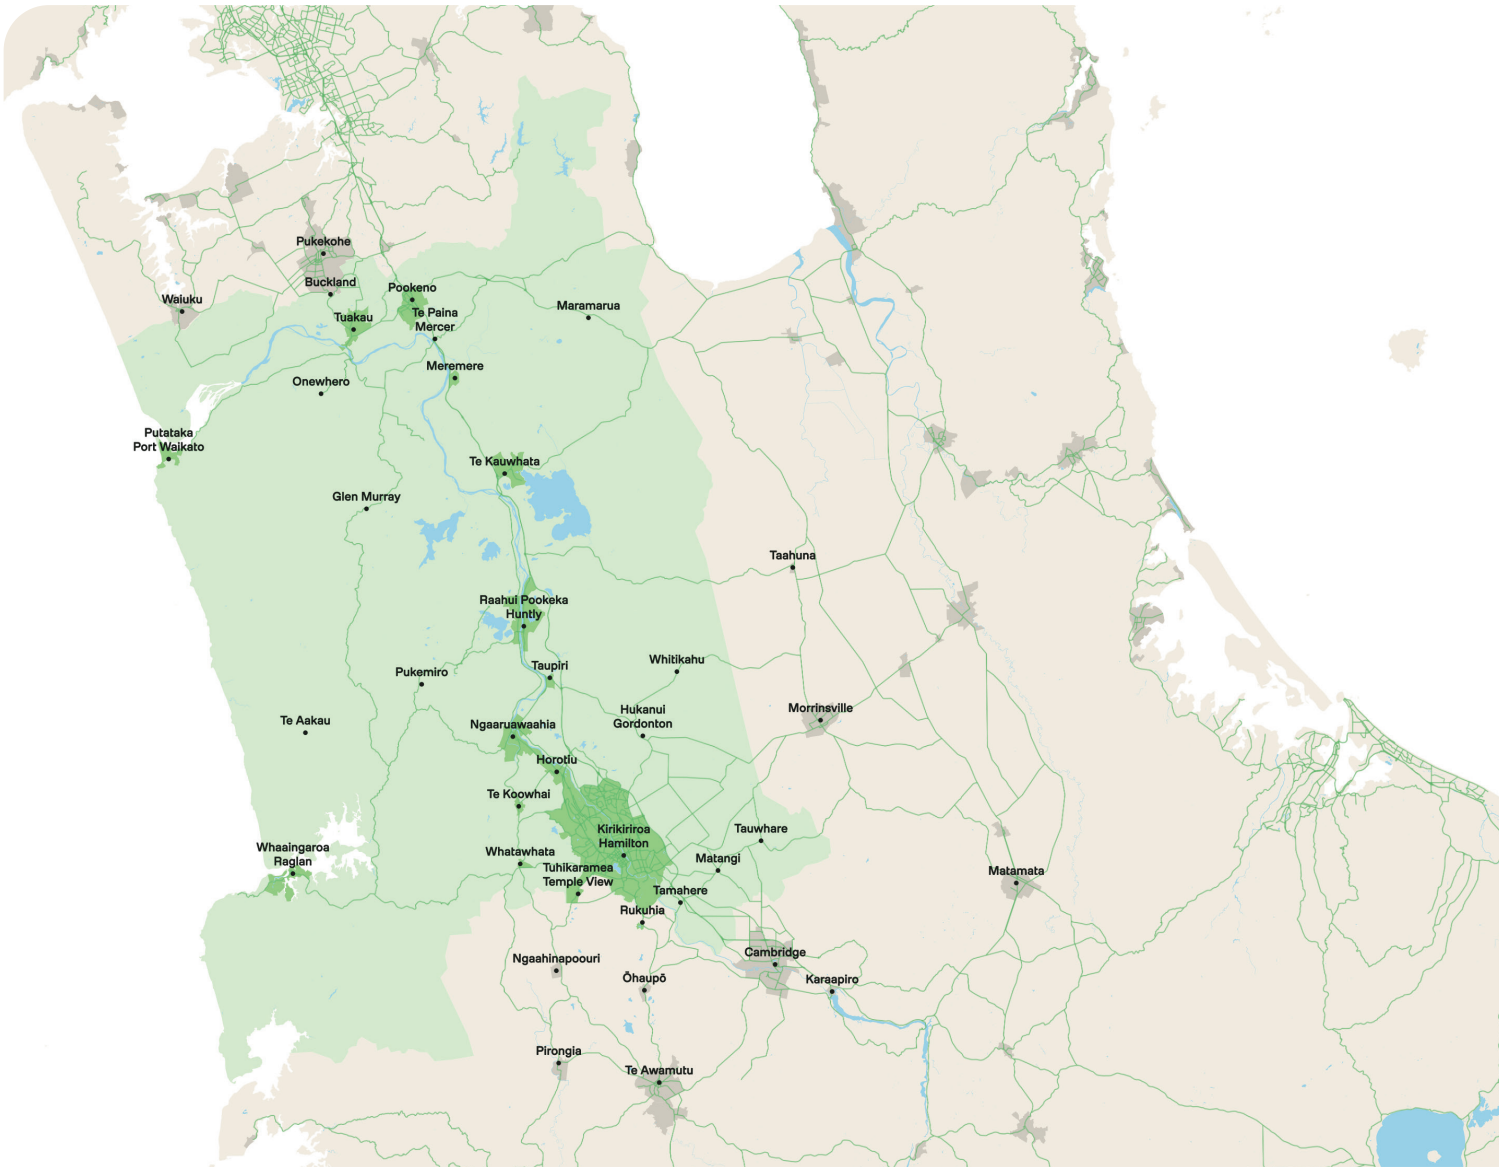 Pukekohe
Buckland
Waiuku
Pookeno
Tuakau
Te Paina
Mercer
Maramarua
Meremere
Onewhero
Putataka
Port Waikato
Te Kauwhata
Glen Murray
Taahuna
Raahui Pookeka
Huntly
Whitikahu
Taupiri
Pukemiro
Hukanui
Gordonton
Morrinsville
Te Aakau
Ngaaruawaahia
Horotiu
Te Koowhai
Kirikiriroa
Hamilton
Tauwhare
Whaaingaroa
Raglan
Whatawhata
Matangi
Tuhikaramea
Temple View
Matamata
Tamahere
Rukuhia
Cambridge
Ngaahinapoouri
Ōhaupō
Karaapiro
Pirongia
Te Awamutu